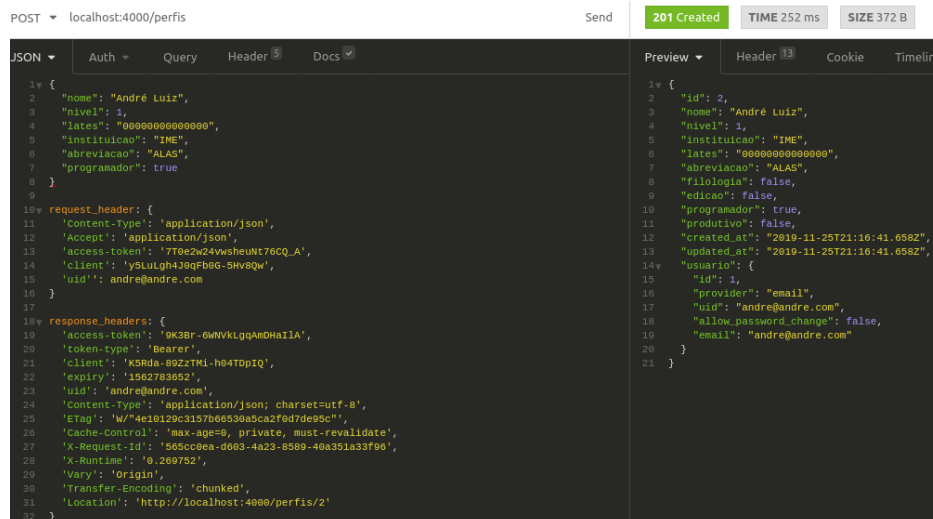 POST localhost:4000/perfis Send 201 Created TIME 252 ms SIZE 372 B
JSON Auth Query Header 5 Docs
1 {
2 "nome": "André Luiz",
3 "nivel": 1,
4 "lates": "00000000000000",
5 "instituicao": "IME",
6 "abreviacao": "ALAS",
7 "programador": true
8 }
9
10 request_header: {
11 'Content-Type': 'application/json',
12 'Accept': 'application/json',
13 'access-token': '7T0e2w24vwsheuNt76CQ_A',
14 'client': 'y5LuLgh4J0qFb0G-5Hv8Qw',
15 'uid'': andre@andre.com
16 }
17
18 response_headers: {
19 'access-token': '9K3Br-6WNVkLgqAmDHaIlA',
20 'token-type': 'Bearer',
21 'client': 'K5Rda-89ZzTMi-h04TDpIQ',
22 'expiry': '1562783652',
23 'uid': 'andre@andre.com',
24 'Content-Type': 'application/json; charset=utf-8',
25 'ETag': 'W/"4e10129c3157b66530a5ca2f0d7de95c"',
26 'Cache-Control': 'max-age=0, private, must-revalidate',
27 'X-Request-Id': '565cc0ea-d603-4a23-8589-40a351a33f96',
28 'X-Runtime': '0.269752',
29 'Vary': 'Origin',
30 'Transfer-Encoding': 'chunked',
31 'Location': 'http://localhost:4000/perfis/2'
32 }
Preview Header 13 Cookie Timelin
1 {
2 "id": 2,
3 "nome": "André Luiz",
4 "nivel": 1,
5 "instituicao": "IME",
6 "lates": "00000000000000",
7 "abreviacao": "ALAS",
8 "filologia": false,
9 "edicao": false,
10 "programador": true,
11 "produtivo": false,
12 "created_at": "2019-11-25T21:16:41.658Z",
13 "updated_at": "2019-11-25T21:16:41.658Z",
14 "usuario": {
15 "id": 1,
16 "provider": "email",
17 "uid": "andre@andre.com",
18 "allow_password_change": false,
19 "email": "andre@andre.com"
20 }
21 }